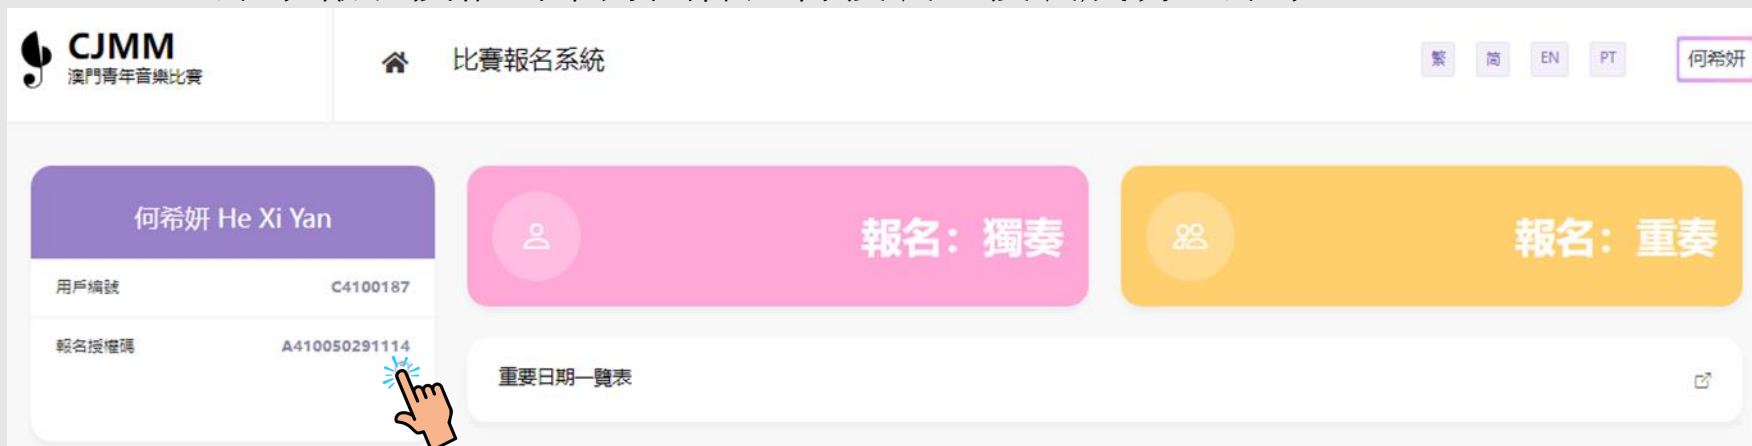 CJMM
澳門青年音樂比賽
比賽報名系統
繁 简 EN PT
何希妍
何希妍 He Xi Yan
用戶編號 C4100187
報名授權碼 A410050291114
報名：獨奏
報名：重奏
重要日期一覽表